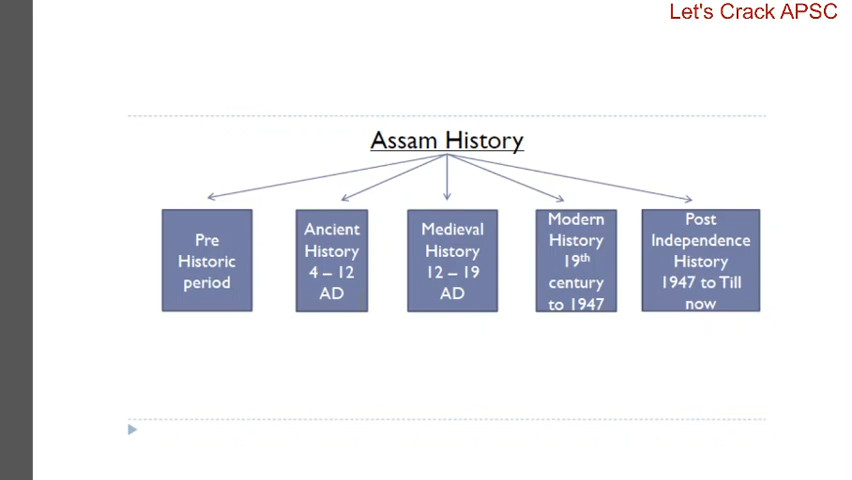 Let's Crack APSC
Assam History
Pre
Historic
period
Ancient
History
4 – 12
AD
Medieval
History
12 – 19
AD
Modern
History
19th
century
to 1947
Post
Independence
History
1947 to Till
now